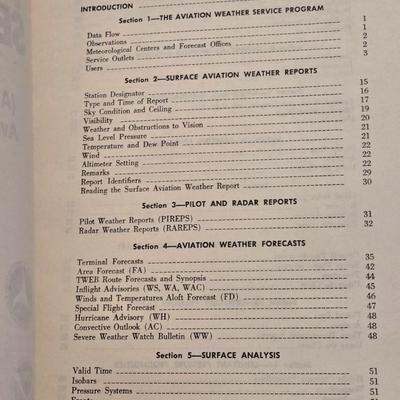 INTRODUCTION
Section 1—THE AVIATION WEATHER SERVICE PROGRAM
Data Flow 1
Observations 1
Meteorological Centers and Forecast Offices 2
Service Outlets 2
Users 3
Section 2—SURFACE AVIATION WEATHER REPORTS
Station Designator 15
Type and Time of Report 16
Sky Condition and Ceiling 17
Visibility 19
Weather and Obstructions to Vision 20
Sea Level Pressure 21
Temperature and Dew Point 21
Wind 22
Altimeter Setting 22
Remarks 22
Report Identifiers 29
Reading the Surface Aviation Weather Report 30
Section 3—PILOT AND RADAR REPORTS
Pilot Weather Reports (PIREPS) 31
Radar Weather Reports (RAREPS) 32
Section 4—AVIATION WEATHER FORECASTS
Terminal Forecasts 35
Area Forecast (FA) 42
TWEB Route Forecasts and Synopsis 44
Inflight Advisories (WS, WA, WAC) 45
Winds and Temperatures Aloft Forecast (FD) 46
Special Flight Forecast 47
Hurricane Advisory (WH) 48
Convective Outlook (AC) 48
Severe Weather Watch Bulletin (WW) 48
Section 5—SURFACE ANALYSIS
Valid Time 51
Isobars 51
Pressure Systems 51
Fronts 51